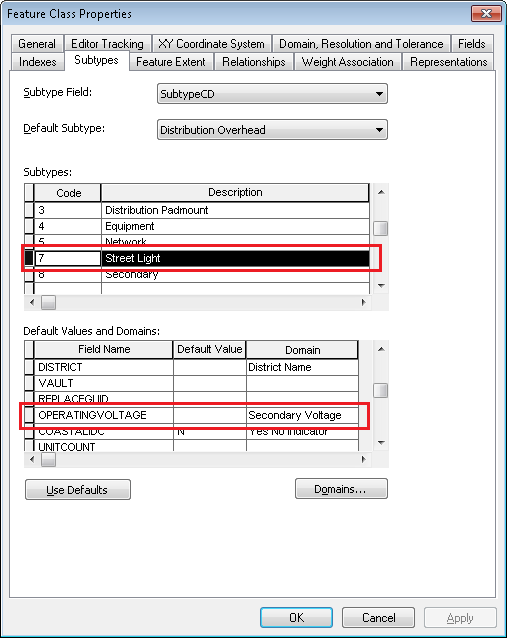 Feature Class Properties
General Editor Tracking XY Coordinate System Domain, Resolution and Tolerance Fields
Indexes Subtypes Feature Extent Relationships Weight Association Representations
Subtype Field: SubtypeCD
Default Subtype: Distribution Overhead
Subtypes:
Code Description
3 Distribution Padmount
4 Equipment
5 Network
7 Street Light
8 Secondary
Default Values and Domains:
Field Name Default Value Domain
DISTRICT District Name
VAULT
REPLACEGUID
OPERATINGVOLTAGE Secondary Voltage
COASTALIDC N Yes No Indicator
UNITCOUNT
Use Defaults Domains...
OK Cancel Apply